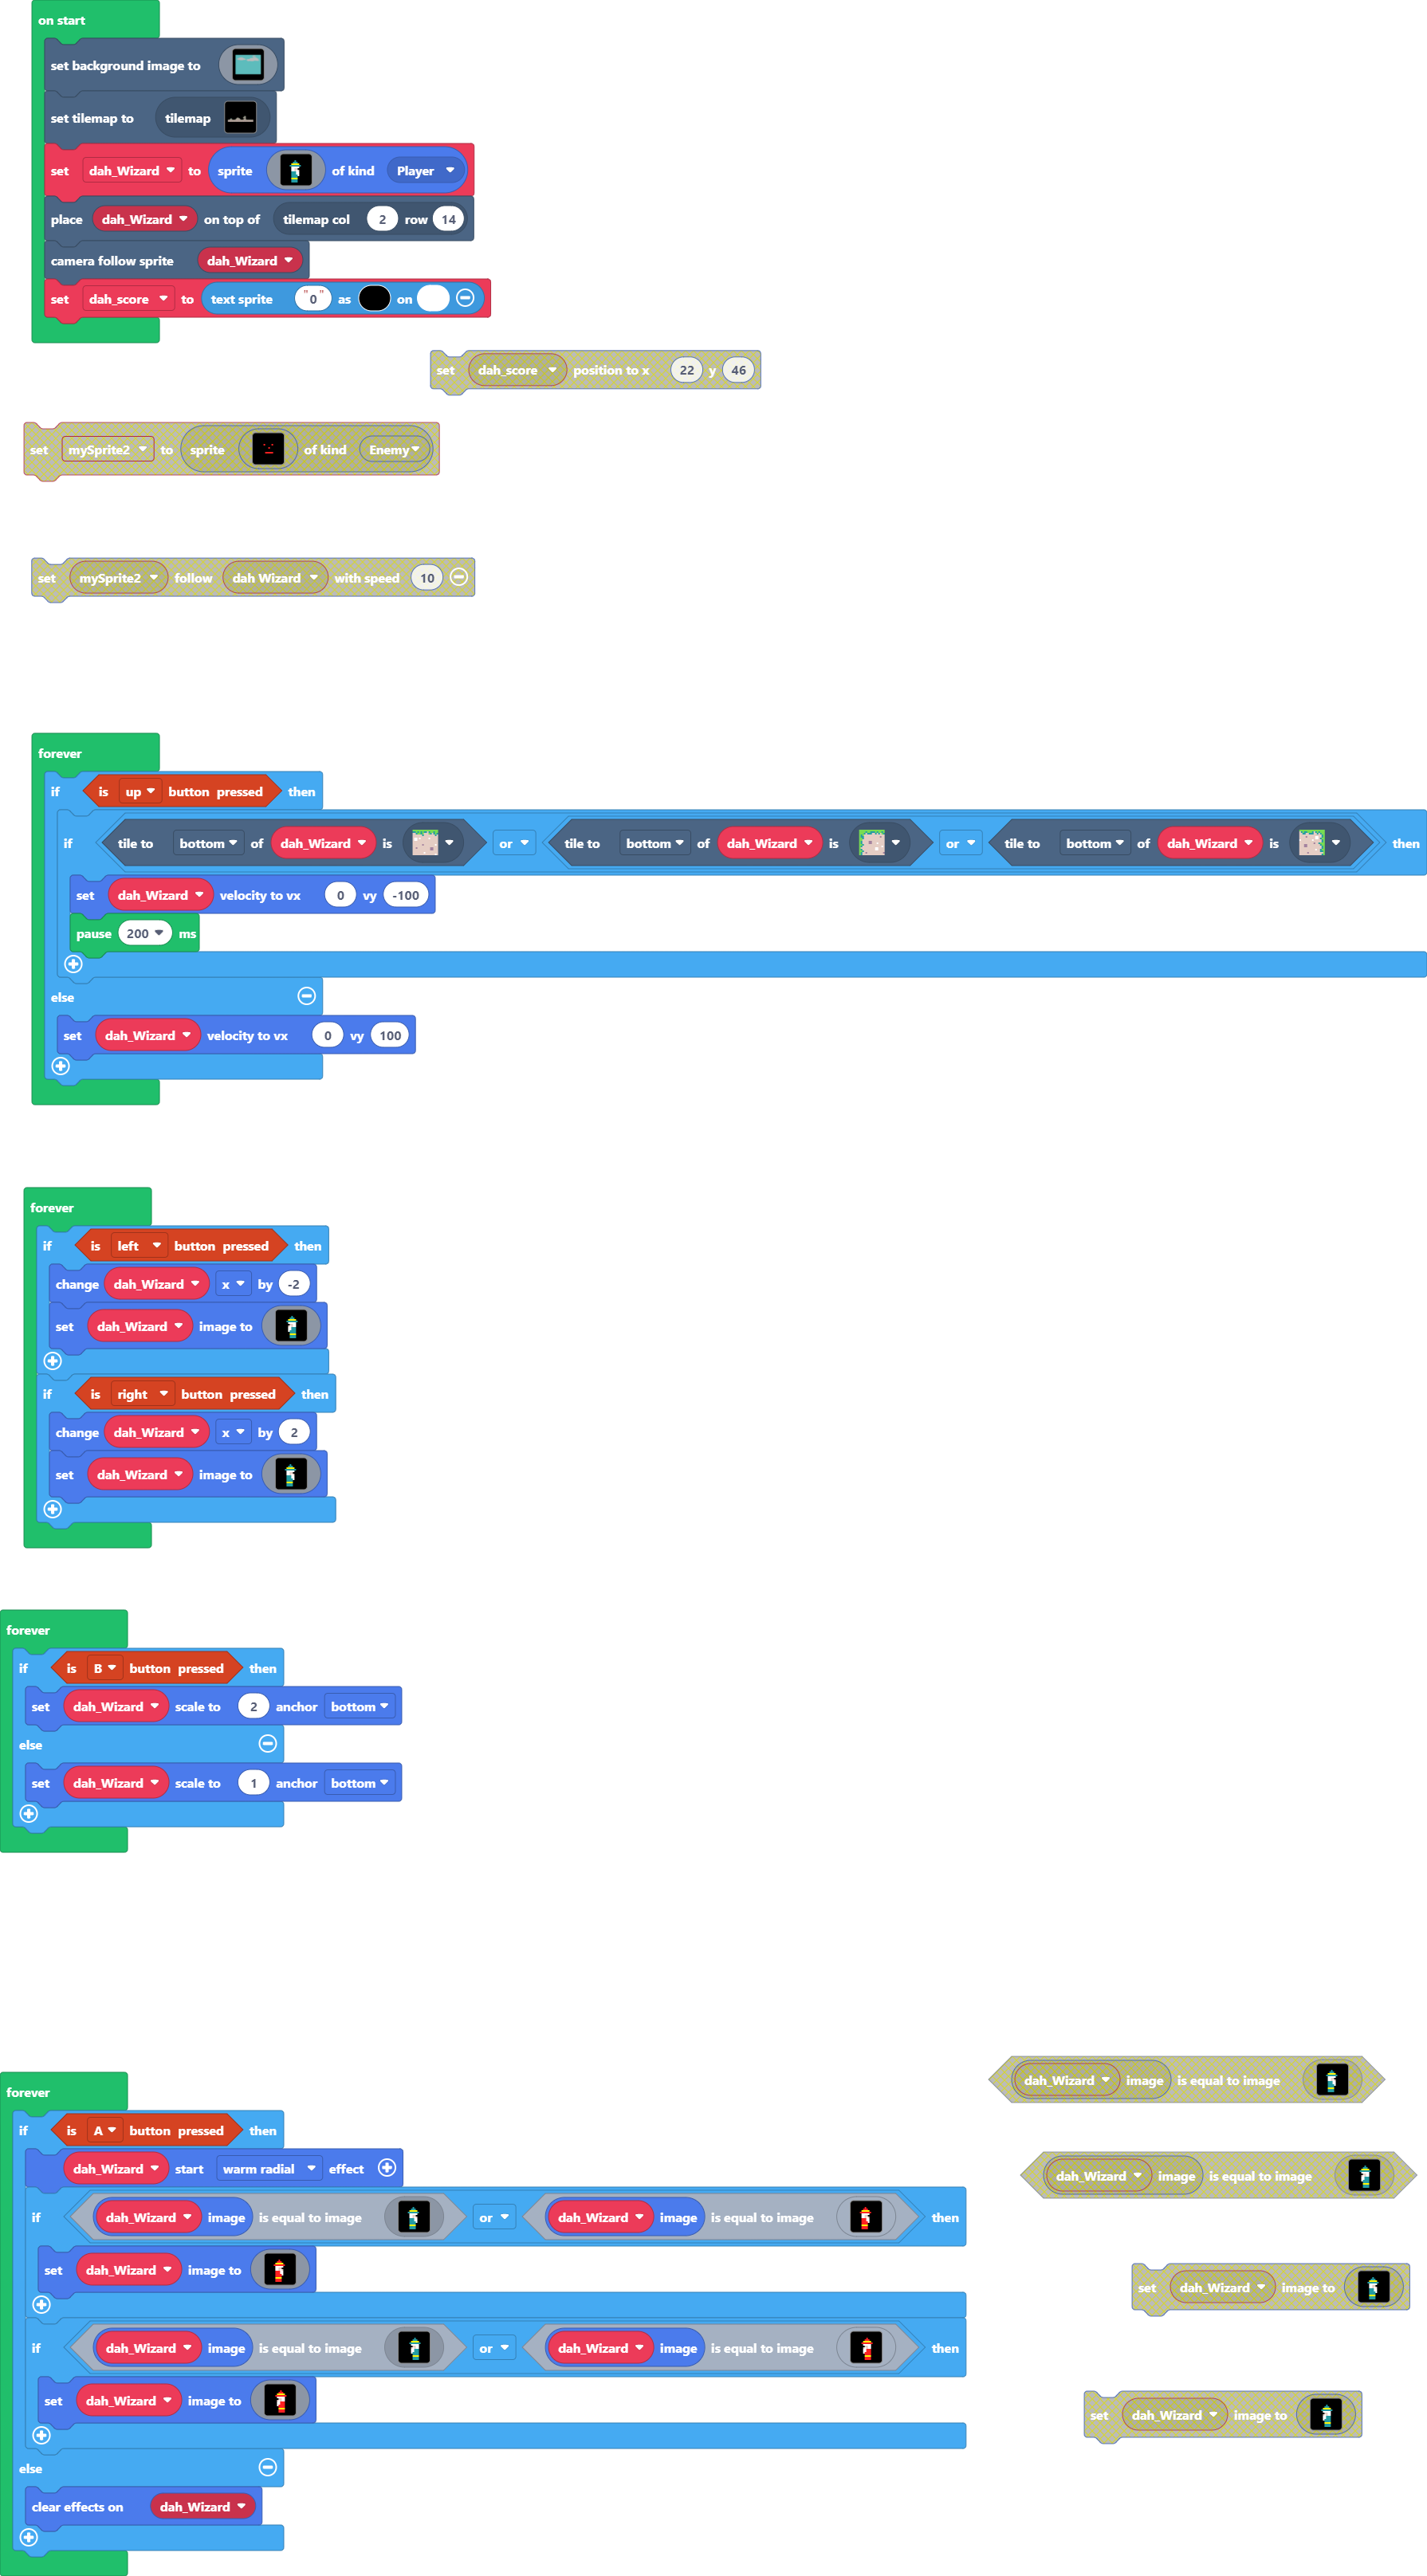 on start
set background image to
set tilemap to tilemap
set dah_Wizard to sprite of kind Player
place dah_Wizard on top of tilemap col 2 row 14
camera follow sprite dah_Wizard
set dah_score to text sprite "0" as on
set dah_score position to x 22 y 46
set mySprite2 to sprite of kind Enemy
set mySprite2 follow dah Wizard with speed 10
forever
if is up button pressed then
if tile to bottom of dah_Wizard is or tile to bottom of dah_Wizard is or tile to bottom of dah_Wizard is then
set dah_Wizard velocity to vx 0 vy -100
pause 200 ms
else
set dah_Wizard velocity to vx 0 vy 100
forever
if is left button pressed then
change dah_Wizard x by -2
set dah_Wizard image to
if is right button pressed then
change dah_Wizard x by 2
set dah_Wizard image to
forever
if is B button pressed then
set dah_Wizard scale to 2 anchor bottom
else
set dah_Wizard scale to 1 anchor bottom
dah_Wizard image is equal to image
forever
if is A button pressed then
dah_Wizard start warm radial effect
dah_Wizard image is equal to image
if dah_Wizard image is equal to image or dah_Wizard image is equal to image then
set dah_Wizard image to
set dah_Wizard image to
if dah_Wizard image is equal to image or dah_Wizard image is equal to image then
set dah_Wizard image to
set dah_Wizard image to
else
clear effects on dah_Wizard